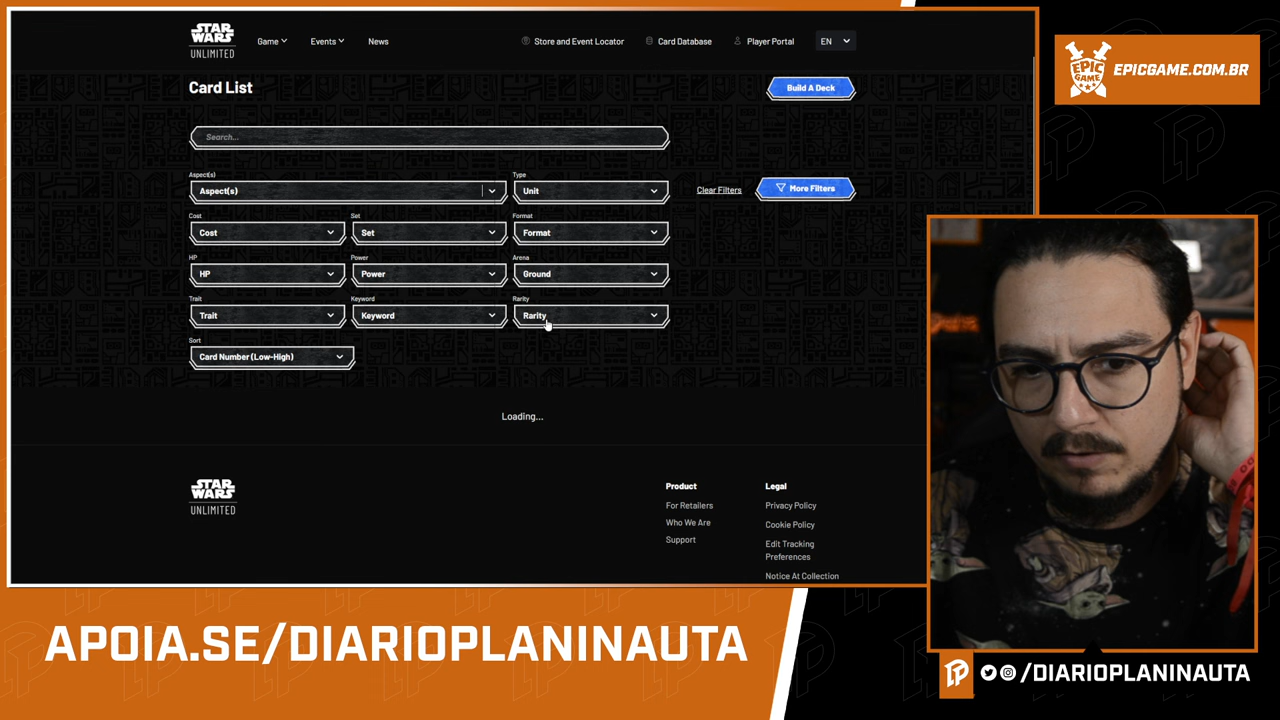 STAR
WARS
UNLIMITED
Game
Events
News
Store and Event Locator
Card Database
Player Portal
EN
Card List
Build A Deck
Search...
Aspect(s)
Type
Aspect(s)
Unit
Clear Filters
More Filters
Cost
Set
Format
Cost
Set
Format
HP
Power
Arena
HP
Power
Ground
Trait
Keyword
Rarity
Trait
Keyword
Rarity
Sort
Card Number (Low-High)
Loading...
STAR
WARS
UNLIMITED
Product
For Retailers
Who We Are
Support
Legal
Privacy Policy
Cookie Policy
Edit Tracking
Preferences
Notice At Collection
EPIC
GAME
EPICGAME.COM.BR
APOIA.SE/DIARIOPLANINAUTA
/DIARIOPLANINAUTA